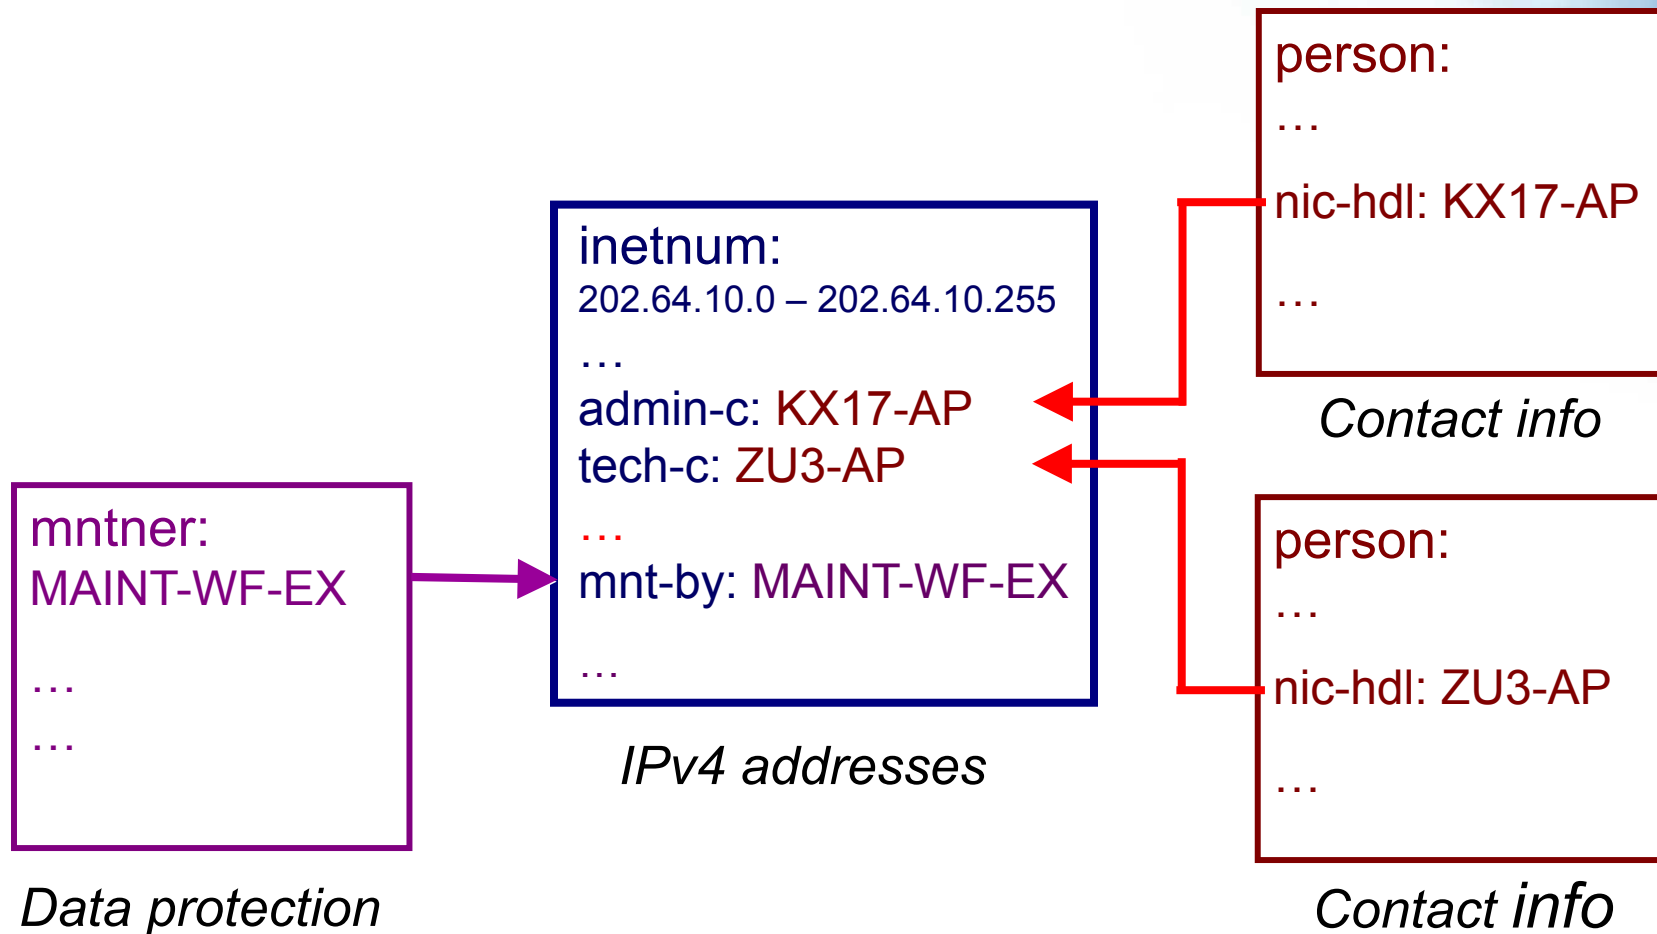 mntner:
MAINT-WF-EX
…
…
Data protection
inetnum:
202.64.10.0 – 202.64.10.255
…
admin-c: KX17-AP
tech-c: ZU3-AP
…
mnt-by: MAINT-WF-EX
…
IPv4 addresses
person:
…
nic-hdl: KX17-AP
…
Contact info
person:
…
nic-hdl: ZU3-AP
…
Contact info